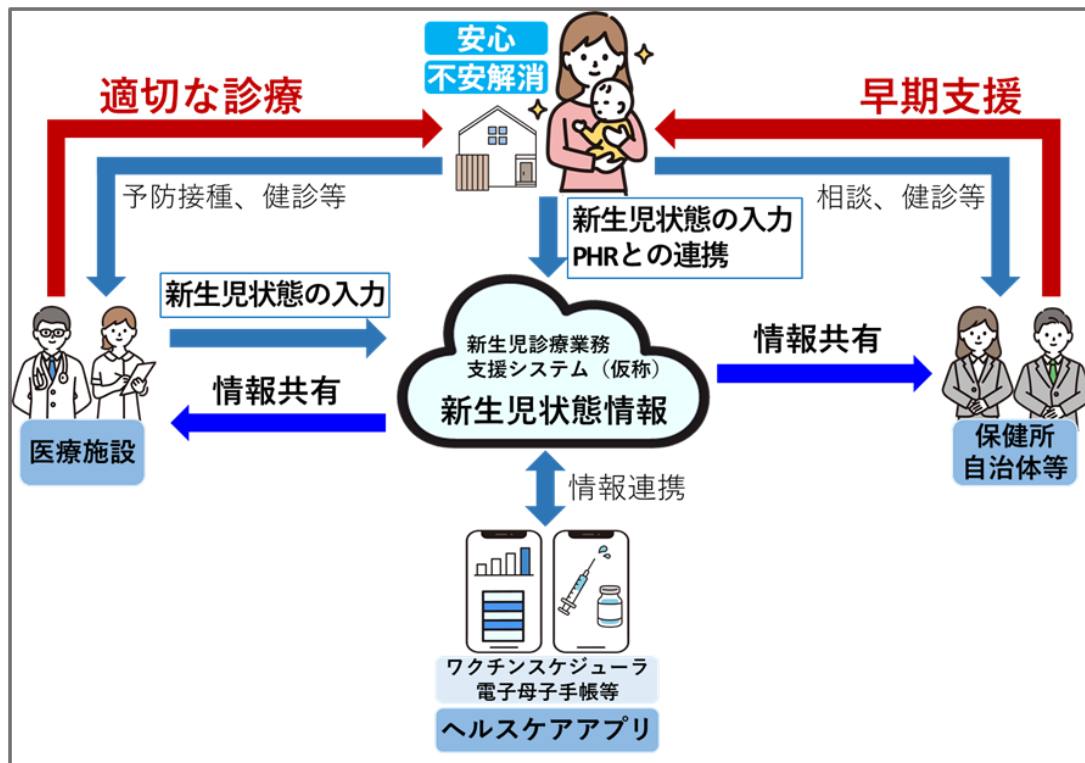 安心
不安解消
適切な診療
早期支援
予防接種、健診等
相談、健診等
新生児状態の入力
PHRとの連携
新生児状態の入力
新生児診療業務
支援システム（仮称）
新生児状態情報
情報共有
情報共有
医療施設
保健所
自治体等
情報連携
ワクチンスケジューラ
電子母子手帳等
ヘルスケアアプリ